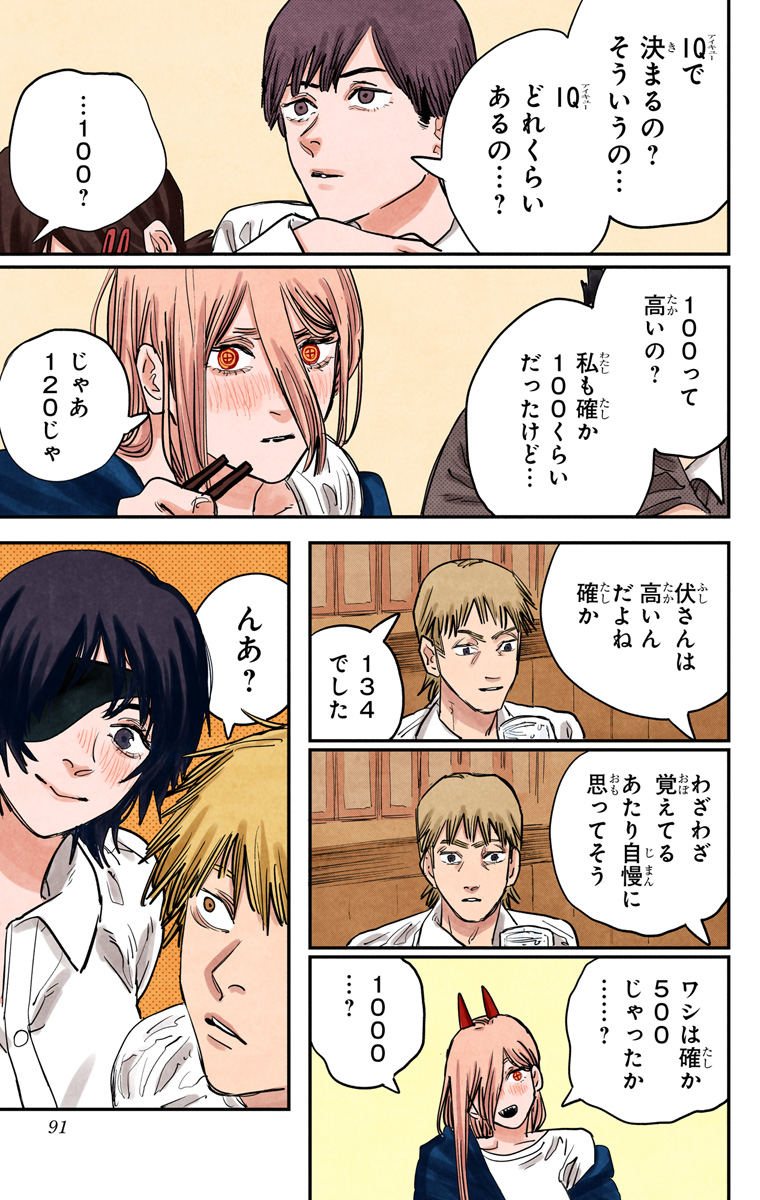 IQで
決まるの？
そういうの…
IQ
どれくらい
あるの…？
…100？
100って
高いの？
私も確か
100くらい
だったけど…
じゃあ
120じゃ
伏さんは
高いん
だよね
確か
134
でした
わざわざ
覚えてる
あたり自慢に
思ってそう
ワシは確か
500
じゃったか
……？
1000
…？
んあ？
91